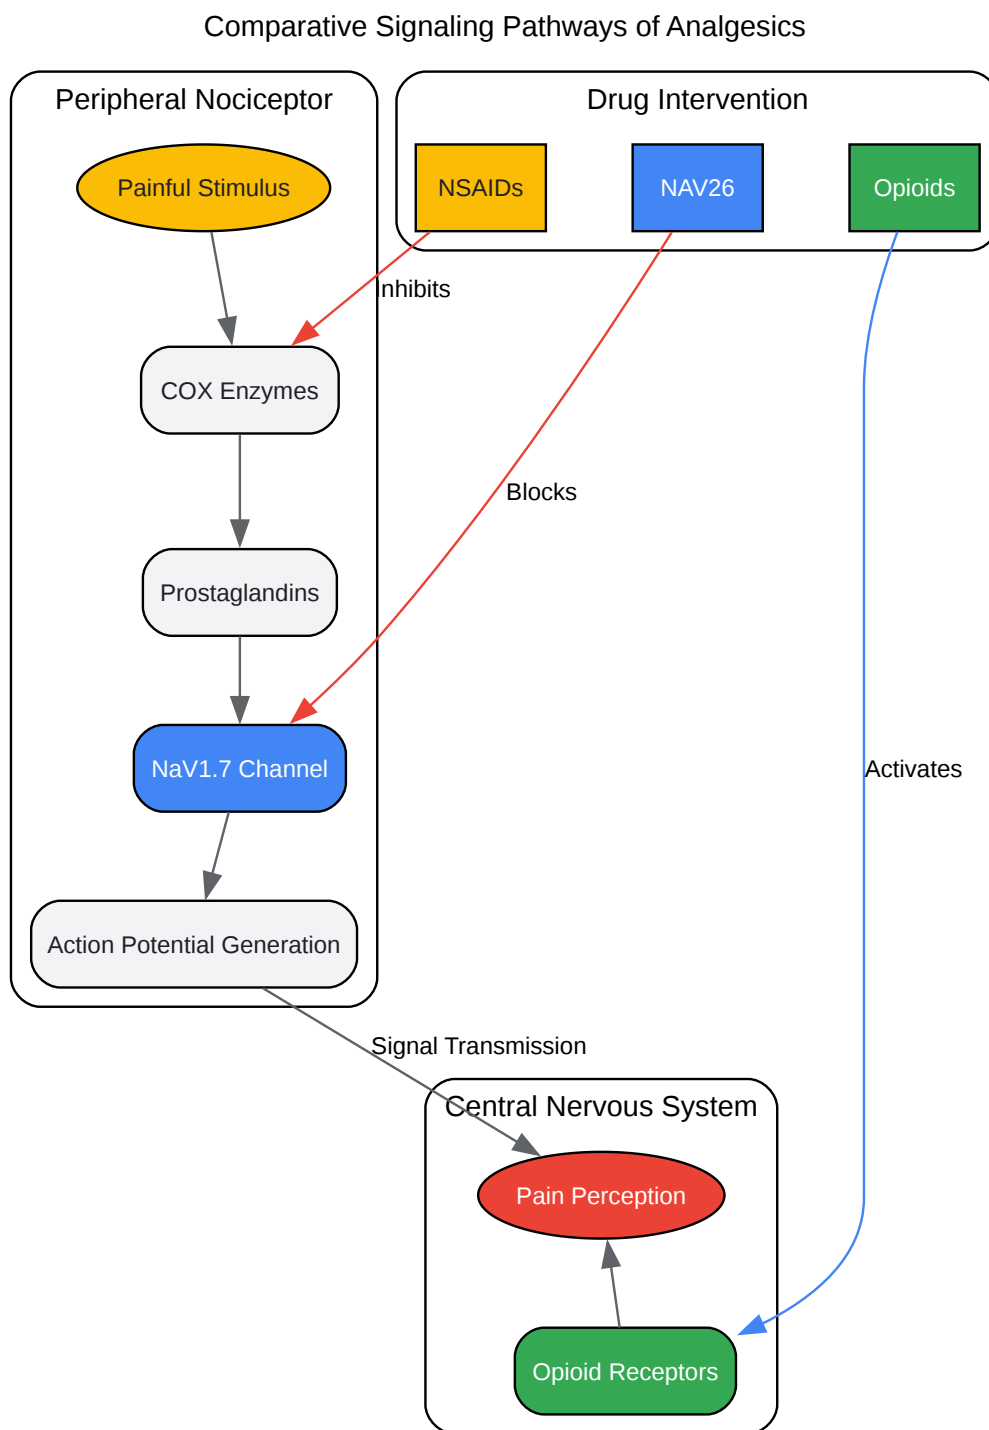 Comparative Signaling Pathways of Analgesics
Peripheral Nociceptor
Drug Intervention
Painful Stimulus
NSAIDs
NAV26
Opioids
Inhibits
COX Enzymes
Blocks
Prostaglandins
NaV1.7 Channel
Activates
Action Potential Generation
Signal Transmission
Central Nervous System
Pain Perception
Opioid Receptors